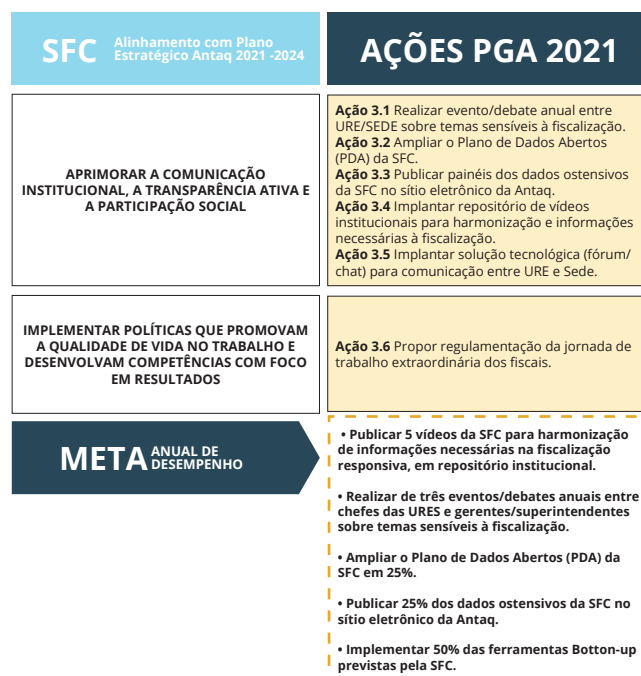 SFC Alinhamento com Plano
Estratégico Antaq 2021 -2024
AÇÕES PGA 2021
APRIMORAR A COMUNICAÇÃO
INSTITUCIONAL, A TRANSPARÊNCIA ATIVA E
A PARTICIPAÇÃO SOCIAL
Ação 3.1 Realizar evento/debate anual entre
URE/SEDE sobre temas sensíveis à fiscalização.
Ação 3.2 Ampliar o Plano de Dados Abertos
(PDA) da SFC.
Ação 3.3 Publicar painéis dos dados ostensivos
da SFC no sítio eletrônico da Antaq.
Ação 3.4 Implantar repositório de vídeos
institucionais para harmonização e informações
necessárias à fiscalização.
Ação 3.5 Implantar solução tecnológica (fórum/
chat) para comunicação entre URE e Sede.
IMPLEMENTAR POLÍTICAS QUE PROMOVAM
A QUALIDADE DE VIDA NO TRABALHO E
DESENVOLVAM COMPETÊNCIAS COM FOCO
EM RESULTADOS
Ação 3.6 Propor regulamentação da jornada de
trabalho extraordinária dos fiscais.
META ANUAL DE
DESEMPENHO
• Publicar 5 vídeos da SFC para harmonização
de informações necessárias na fiscalização
responsiva, em repositório institucional.
• Realizar de três eventos/debates anuais entre
chefes das URES e gerentes/superintendentes
sobre temas sensíveis à fiscalização.
• Ampliar o Plano de Dados Abertos (PDA) da
SFC em 25%.
• Publicar 25% dos dados ostensivos da SFC no
sítio eletrônico da Antaq.
• Implementar 50% das ferramentas Botton-up
previstas pela SFC.